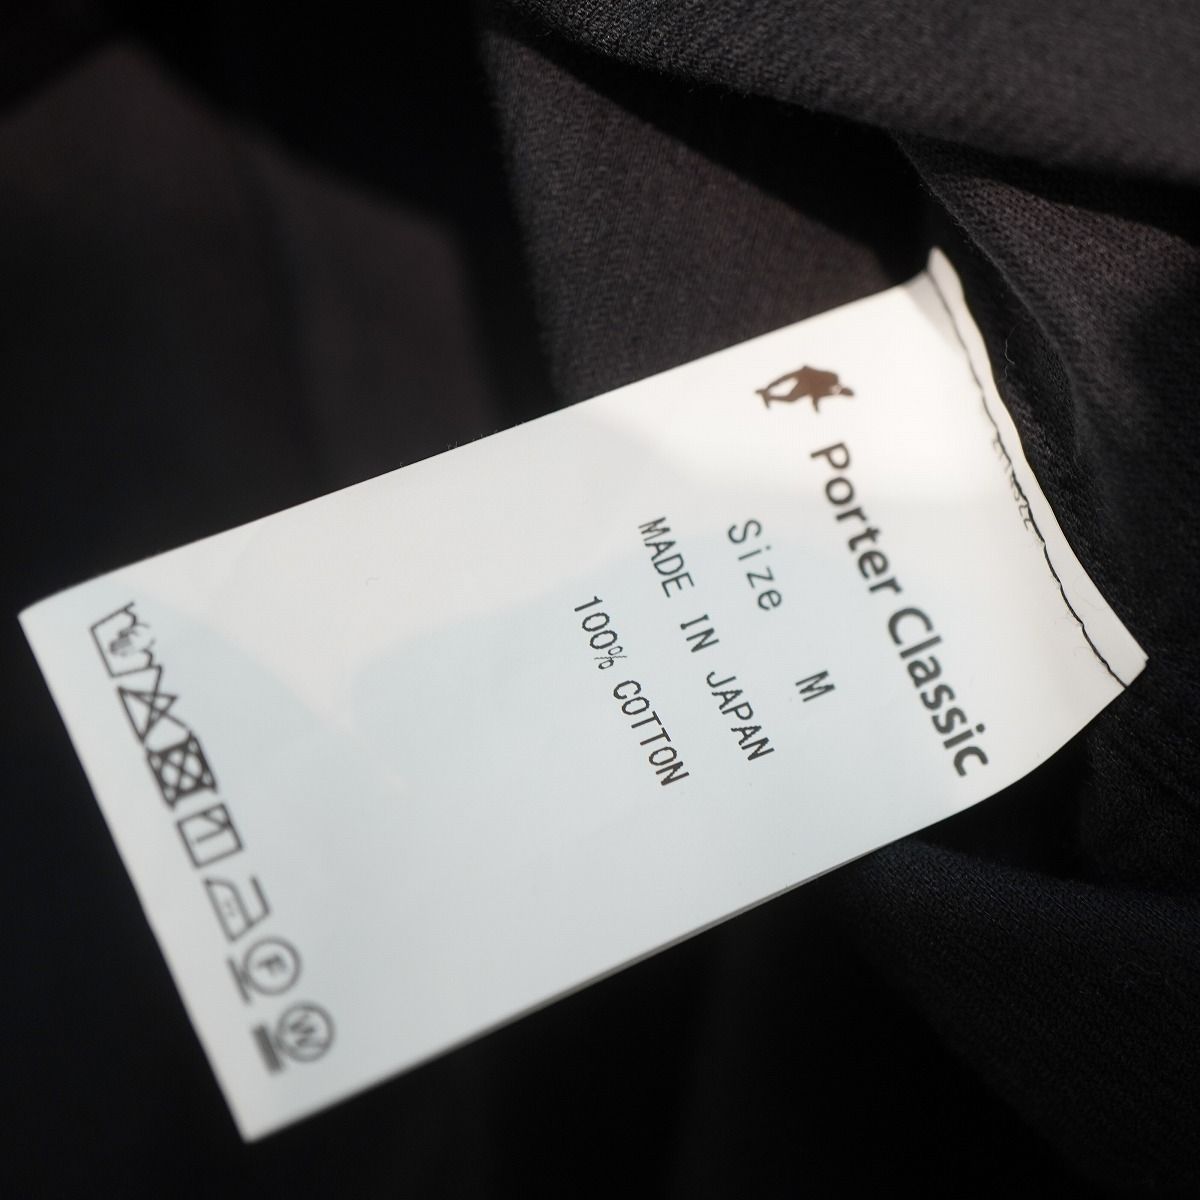 Porter Classic
Size M
MADE IN JAPAN
100% COTTON
F
W